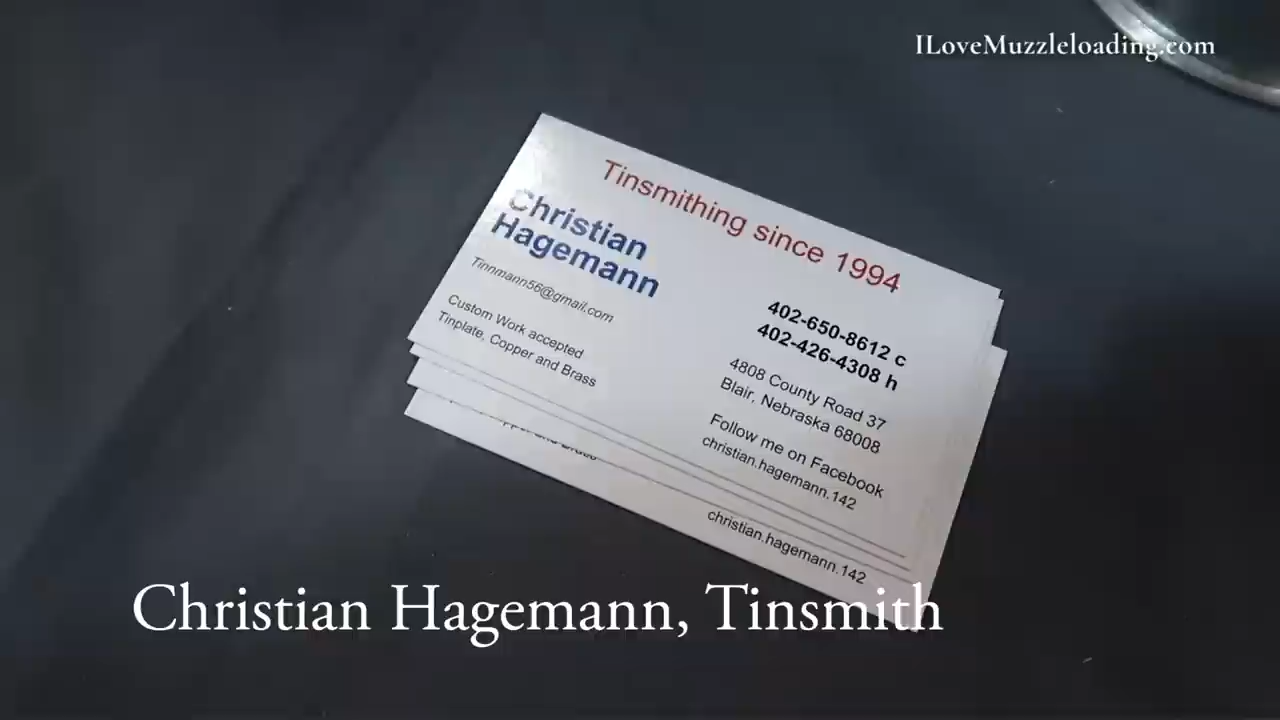 ILoveMuzzleloading.com
Tinsmithing since 1994
Christian
Hagemann
Tinnmann56@gmail.com
Custom Work accepted
Tinplate, Copper and Brass
402-650-8612 c
402-426-4308 h
4808 County Road 37
Blair, Nebraska 68008
Follow me on Facebook
christian.hagemann.142
christian.hagemann.142
Christian Hagemann, Tinsmith